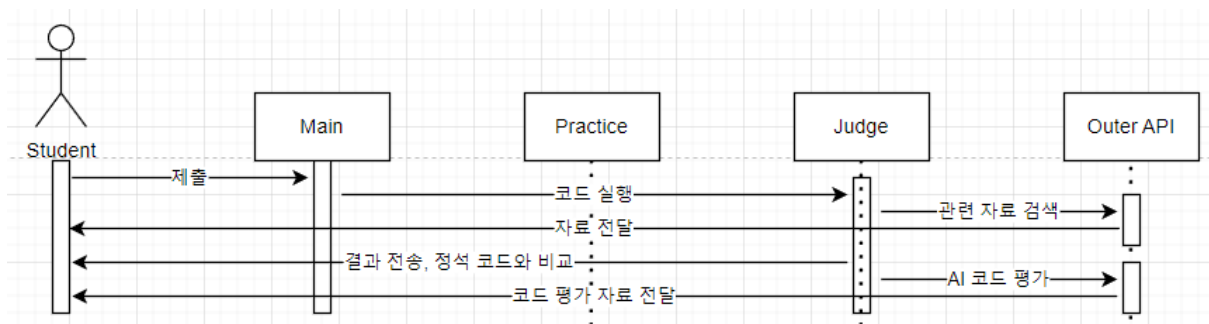 Student
Main
Practice
Judge
Outer API
제출
코드 실행
관련 자료 검색
자료 전달
결과 전송, 정석 코드와 비교
AI 코드 평가
코드 평가 자료 전달